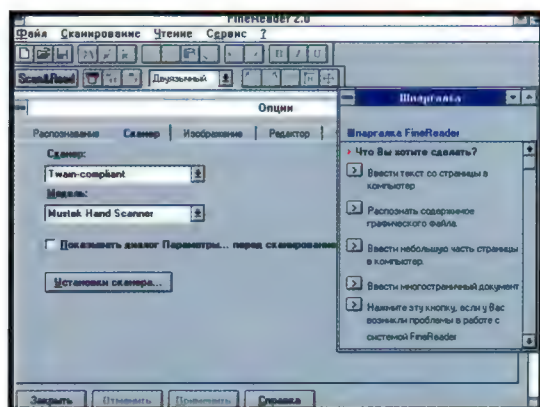 FineReader 2.0
Файл Сканирование Чтение Сервис ?
Scan&Read Двуязычный
Опции
Распознавание Сканер Изображение Редактор
Сканер:
Twain-compliant
Модель:
Mustek Hand Scanner
Показывать диалог Параметры... перед сканирование
Установки сканера...
Закрыть Отменить Применить Справка
Шпаргалка
Шпаргалка FineReader
Что Вы хотите сделать?
Ввести текст со страницы в
компьютер.
Распознать содержимое
графического файла.
Ввести небольшую часть страницы
в компьютер.
Ввести многостраничный документ
Нажмите эту кнопку, если у Вас
возникли проблемы в работе с
системой FineReader